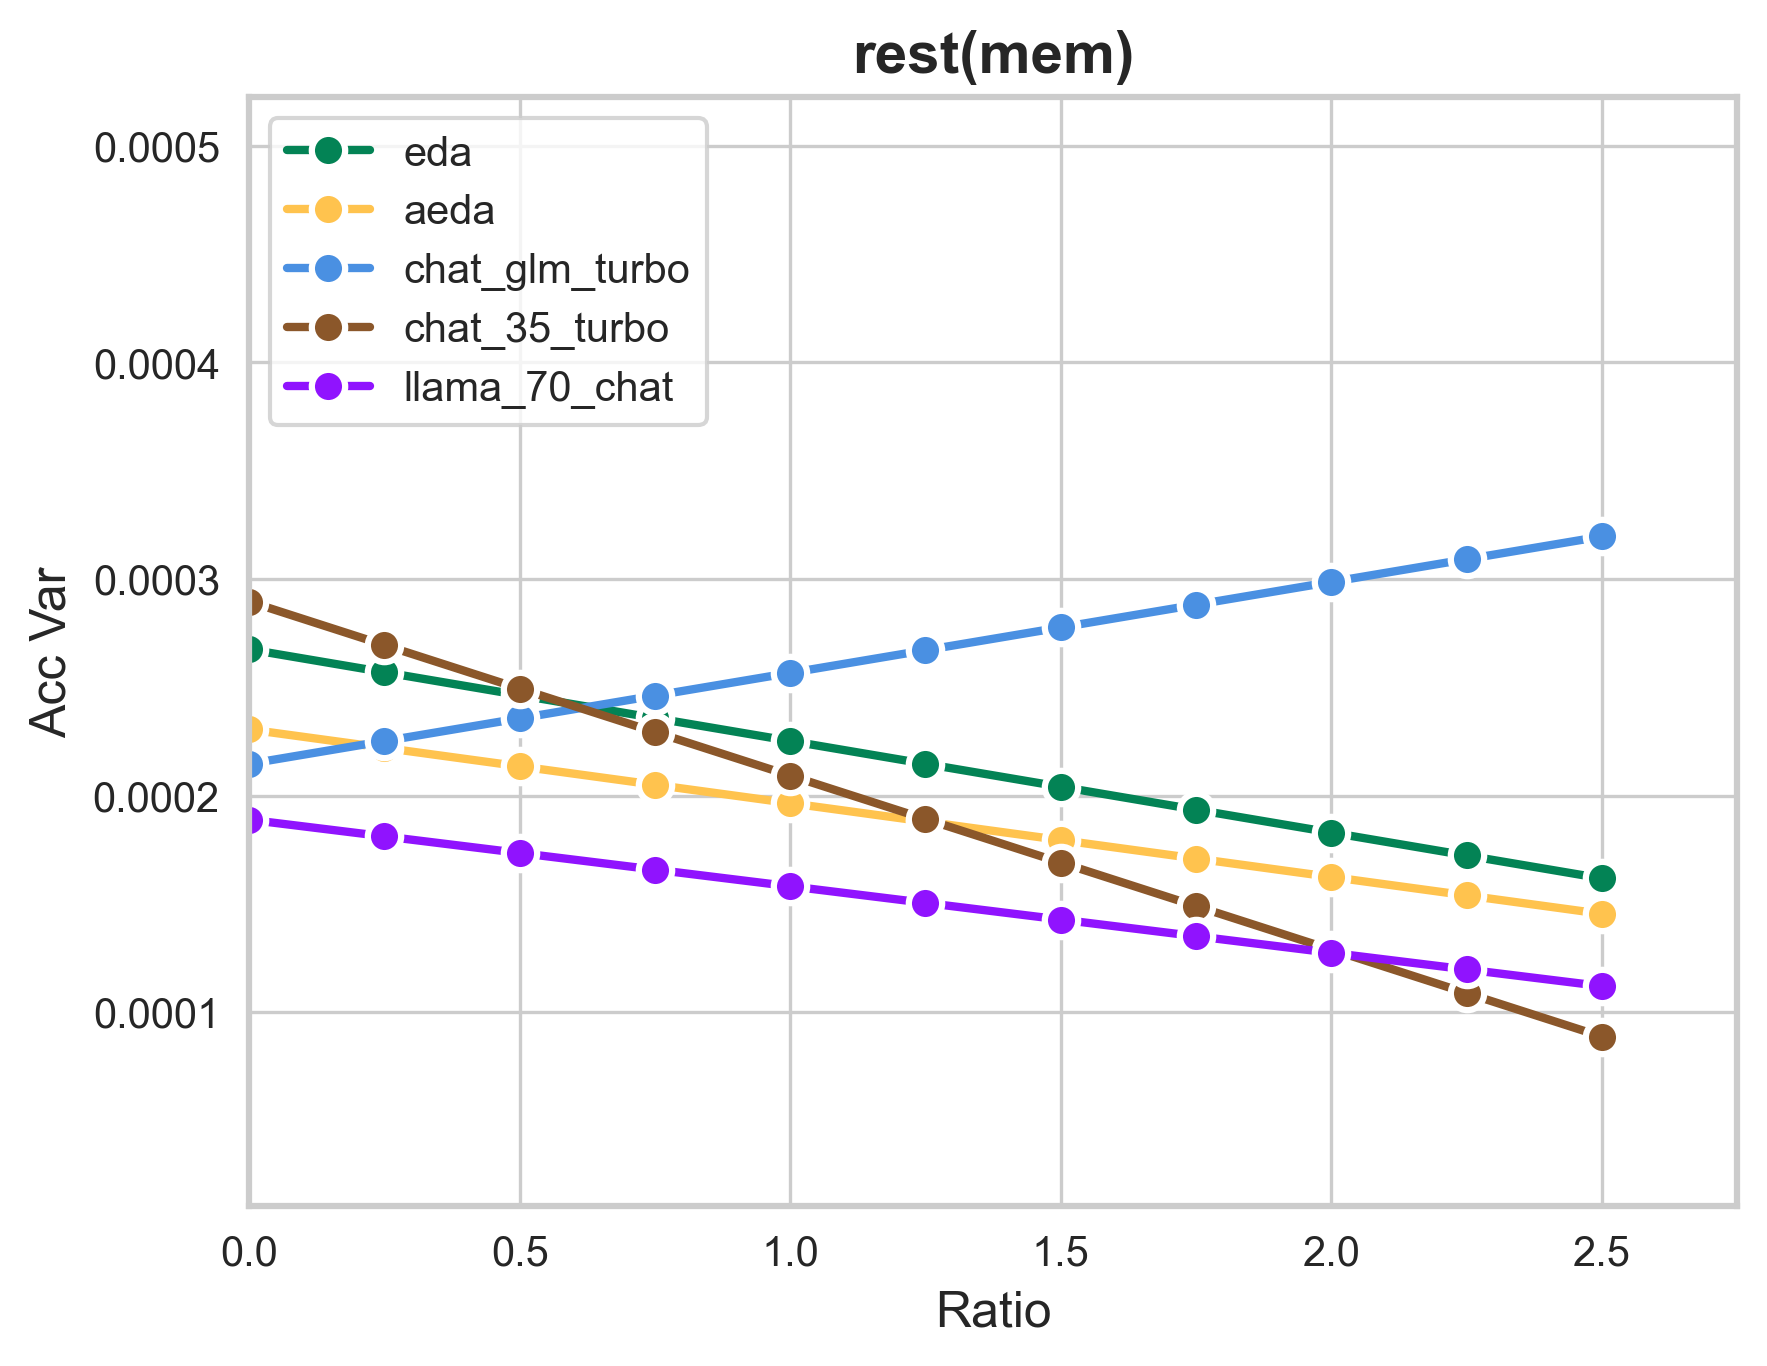 rest(mem)
0.0005
0.0004
0.0003
0.0002
0.0001
Acc Var
eda
aeda
chat_glm_turbo
chat_35_turbo
llama_70_chat
0.0 0.5 1.0 1.5 2.0 2.5
Ratio